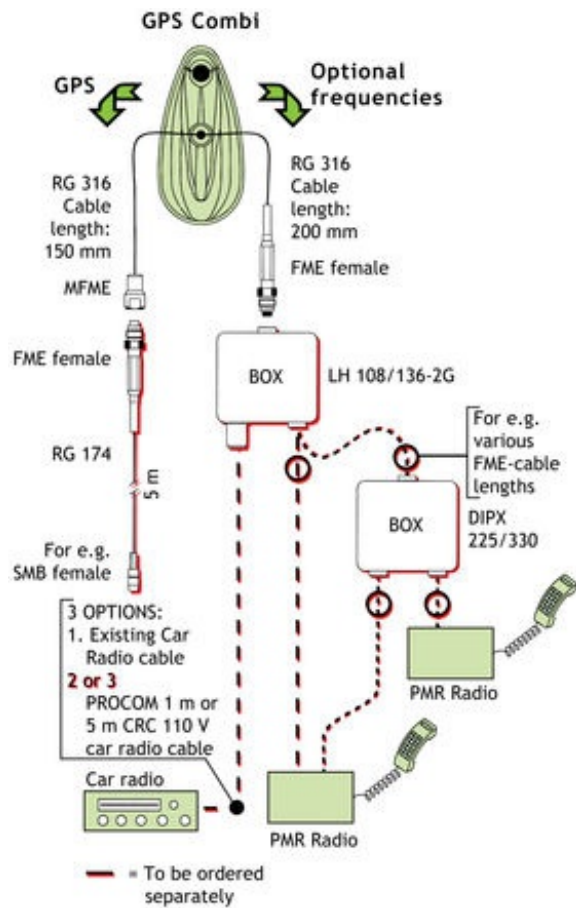 GPS Combi
GPS
Optional
frequencies
RG 316
Cable
length:
150 mm
RG 316
Cable
length:
200 mm
MFME
FME female
FME female
BOX
LH 108/136-2G
RG 174
5 m
For e.g.
various
FME-cable
lengths
BOX
DIPX
225/330
For e.g.
SMB female
3 OPTIONS:
1. Existing Car
Radio cable
2 or 3
PROCOM 1 m or
5 m CRC 110 V
car radio cable
PMR Radio
Car radio
PMR Radio
= To be ordered
separately